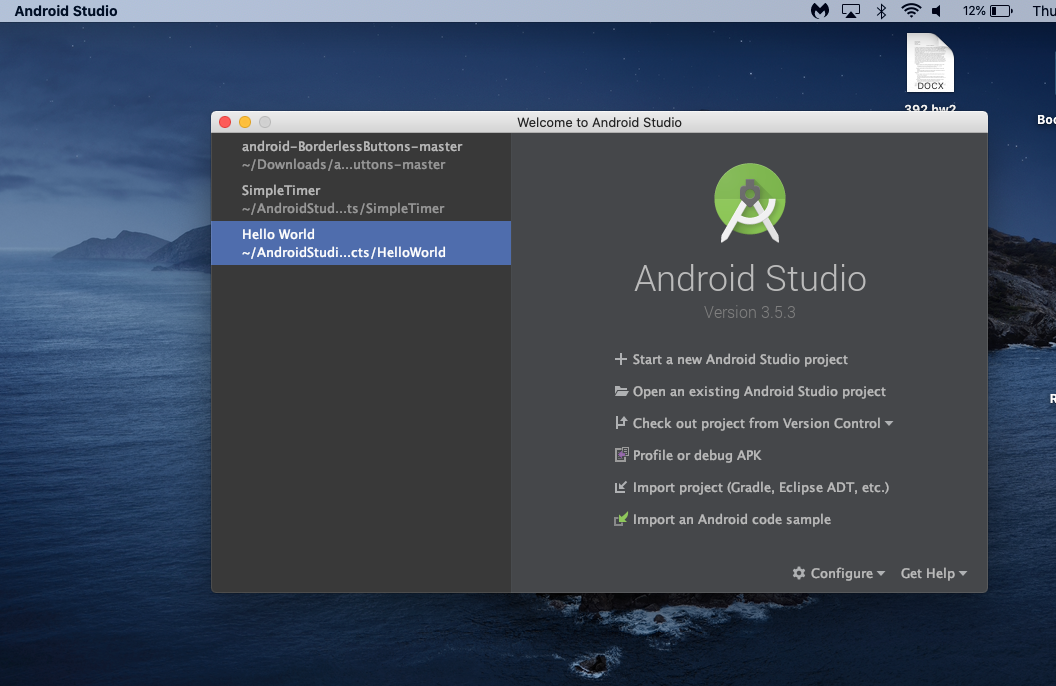 Android Studio
12%
Thu
DOCX
392 hw2
Boo
Welcome to Android Studio
android-BorderlessButtons-master
~/Downloads/a...uttons-master
SimpleTimer
~/AndroidStud...ts/SimpleTimer
Hello World
~/AndroidStudi...cts/HelloWorld
Android Studio
Version 3.5.3
Start a new Android Studio project
Open an existing Android Studio project
Check out project from Version Control
Profile or debug APK
Import project (Gradle, Eclipse ADT, etc.)
Import an Android code sample
Configure
Get Help
R